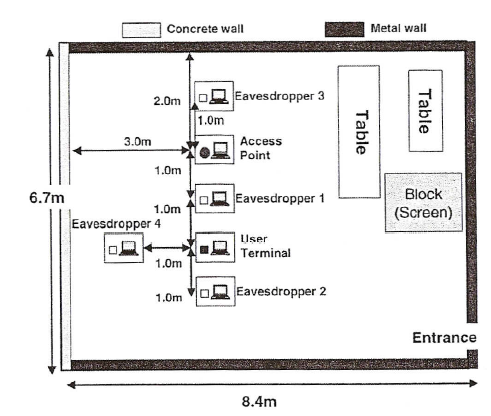 Concrete wall
Metal wall
Eavesdropper 3
2.0m
1.0m
Table
Table
3.0m
Access
Point
1.0m
6.7m
Eavesdropper 1
Block
(Screen)
1.0m
Eavesdropper 4
User
Terminal
1.0m
1.0m
Eavesdropper 2
Entrance
8.4m